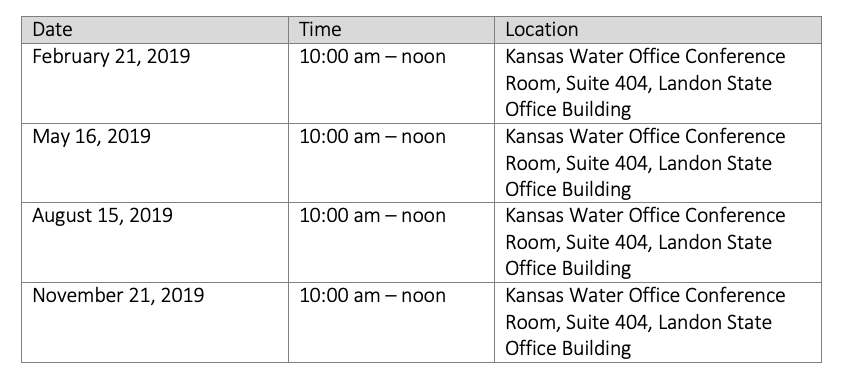 Date Time Location
February 21, 2019 10:00 am – noon Kansas Water Office Conference
Room, Suite 404, Landon State
Office Building
May 16, 2019 10:00 am – noon Kansas Water Office Conference
Room, Suite 404, Landon State
Office Building
August 15, 2019 10:00 am – noon Kansas Water Office Conference
Room, Suite 404, Landon State
Office Building
November 21, 2019 10:00 am – noon Kansas Water Office Conference
Room, Suite 404, Landon State
Office Building